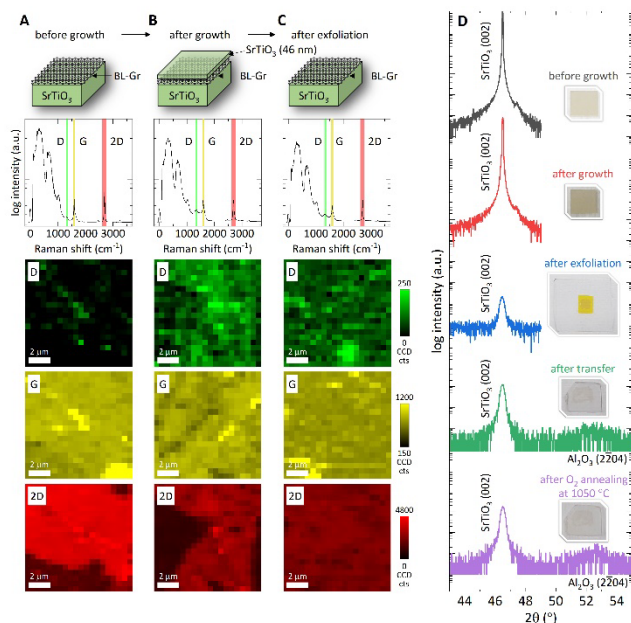 A before growth
B after growth
C after exfoliation
SrTiO₃ (46 nm)
BL-Gr
SrTiO₃
BL-Gr
SrTiO₃
BL-Gr
SrTiO₃
log intensity (a.u.)
D G 2D
D G 2D
D G 2D
0 1000 2000 3000
0 1000 2000 3000
0 1000 2000 3000
Raman shift (cm⁻¹)
Raman shift (cm⁻¹)
Raman shift (cm⁻¹)
D
2 μm
2 μm
2 μm
250
0
CCD
cts
G
2 μm
2 μm
2 μm
1200
150
CCD
cts
2D
2D
2D
2 μm
2 μm
2 μm
4800
0
CCD
cts
D
log intensity (a.u.)
SrTiO₃ (002)
before growth
SrTiO₃ (002)
after growth
SrTiO₃ (002)
after exfoliation
SrTiO₃ (002)
after transfer
Al₂O₃ (2̅204)
SrTiO₃ (002)
after O₂ annealing
at 1050 °C
Al₂O₃ (2̅204)
44 46 48 50 52 54
2θ (°)